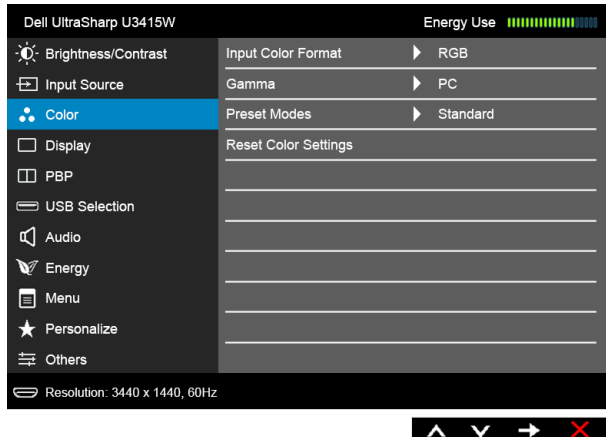 Dell UltraSharp U3415W Energy Use
Brightness/Contrast Input Color Format RGB
Input Source Gamma PC
Color Preset Modes Standard
Display Reset Color Settings
PBP
USB Selection
Audio
Energy
Menu
Personalize
Others
Resolution: 3440 x 1440, 60Hz